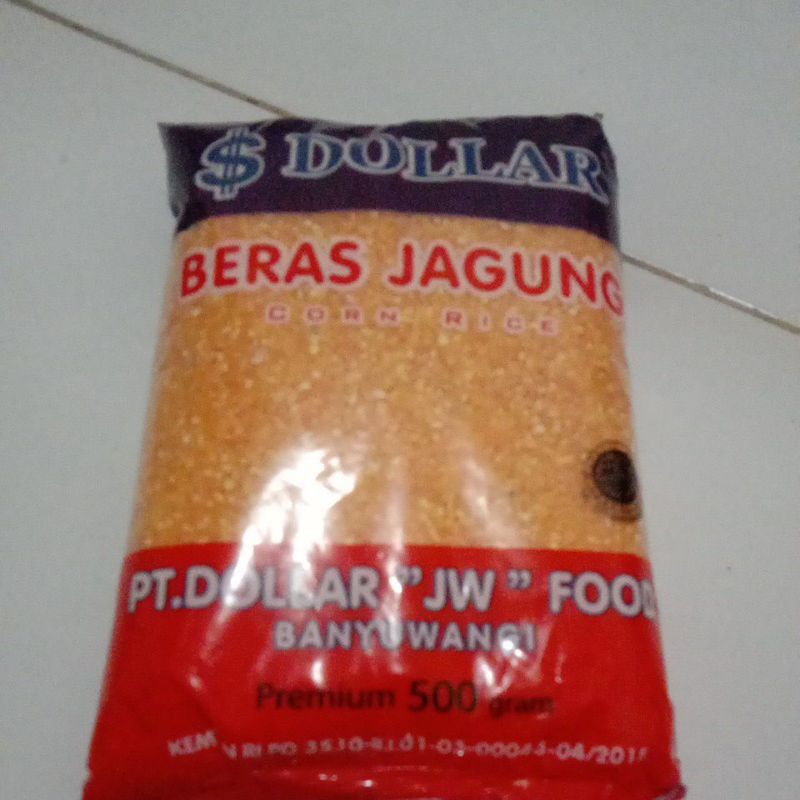 $ DOLLAR
BERAS JAGUNG
CORN RICE
PT.DOLLAR "JW" FOOD
BANYUWANGI
Premium 500 gram